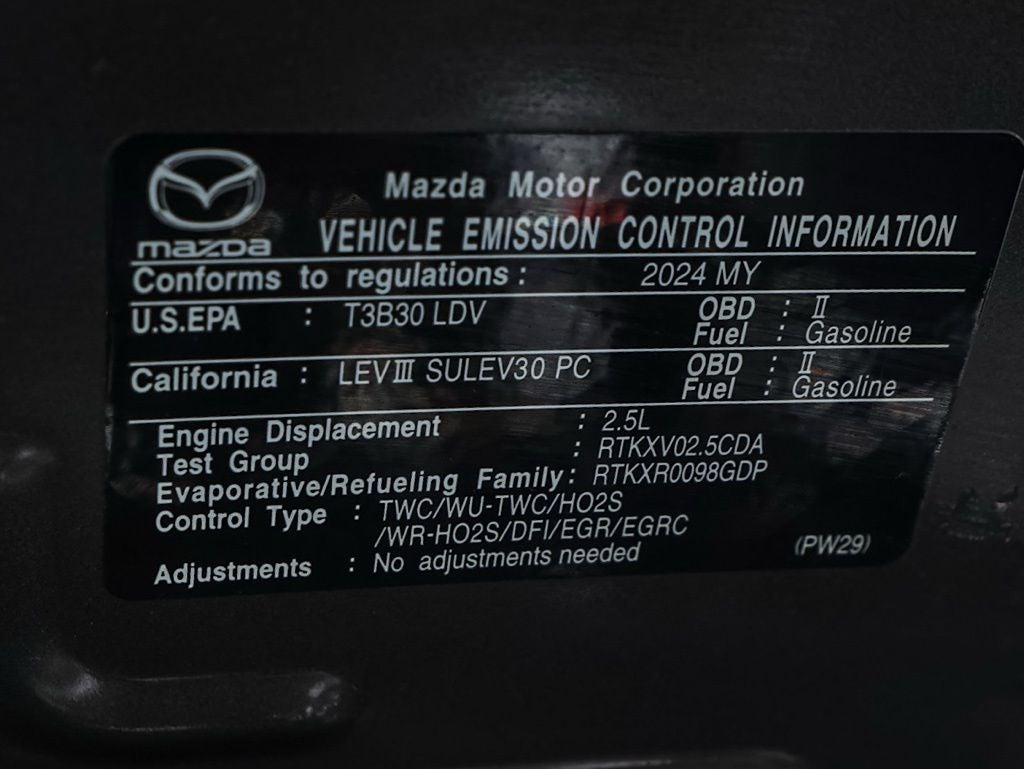 mazda
Mazda Motor Corporation
VEHICLE EMISSION CONTROL INFORMATION
Conforms to regulations : 2024 MY
U.S.EPA : T3B30 LDV OBD : Ⅱ
Fuel : Gasoline
California : LEVⅢ SULEV30 PC OBD : Ⅱ
Fuel : Gasoline
Engine Displacement : 2.5L
Test Group : RTKXV02.5CDA
Evaporative/Refueling Family: RTKXR0098GDP
Control Type : TWC/WU-TWC/HO2S
/WR-HO2S/DFI/EGR/EGRC
Adjustments : No adjustments needed (PW29)